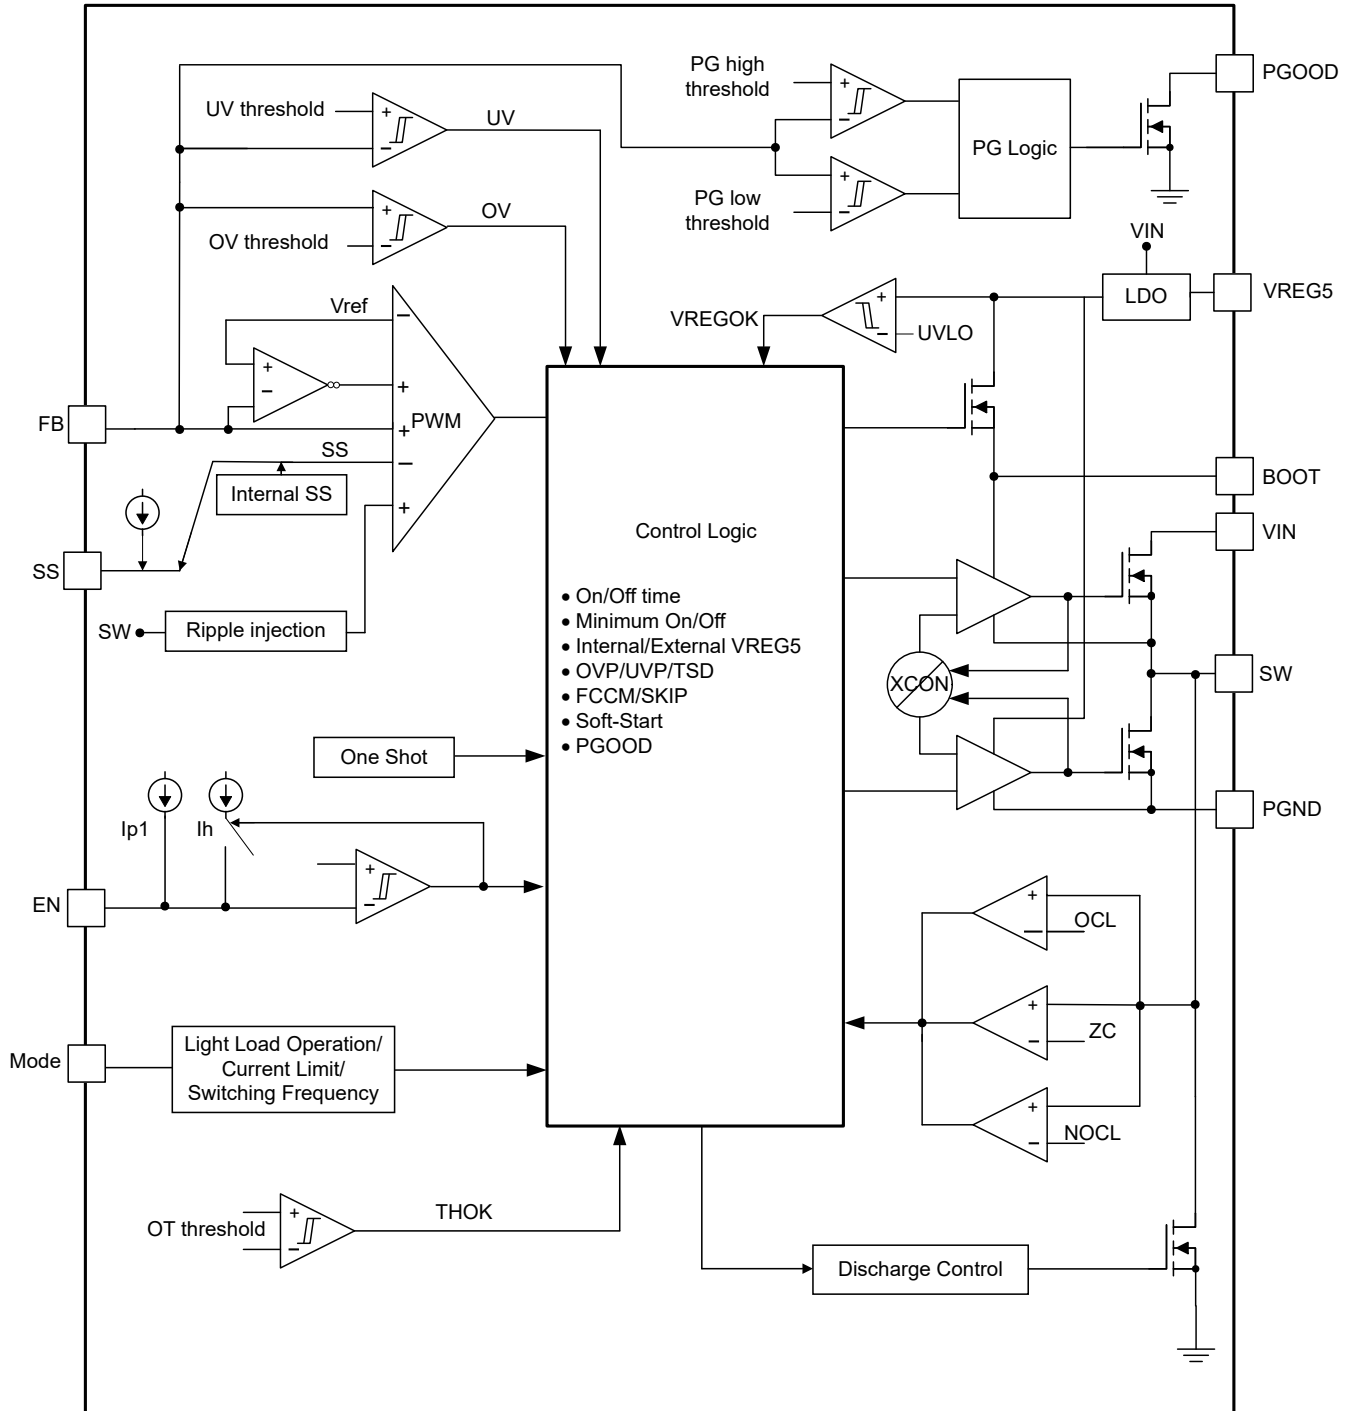 PG high
threshold
PGOOD
UV threshold
+
−
UV
+
−
PG Logic
+
−
PG low
threshold
+
−
OV
OV threshold
VIN
LDO
VREG5
Vref
−
VREGOK
+
−
UVLO
+
−
+
FB
+
PWM
SS
−
Internal SS
+
BOOT
VIN
Control Logic
SS
• On/Off time
• Minimum On/Off
• Internal/External VREG5
• OVP/UVP/TSD
• FCCM/SKIP
• Soft-Start
• PGOOD
SW
Ripple injection
XCON
SW
One Shot
Ip1
Ih
PGND
+
−
EN
+
−
OCL
Mode
Light Load Operation/
Current Limit/
Switching Frequency
+
−
ZC
+
−
NOCL
OT threshold
+
−
THOK
Discharge Control